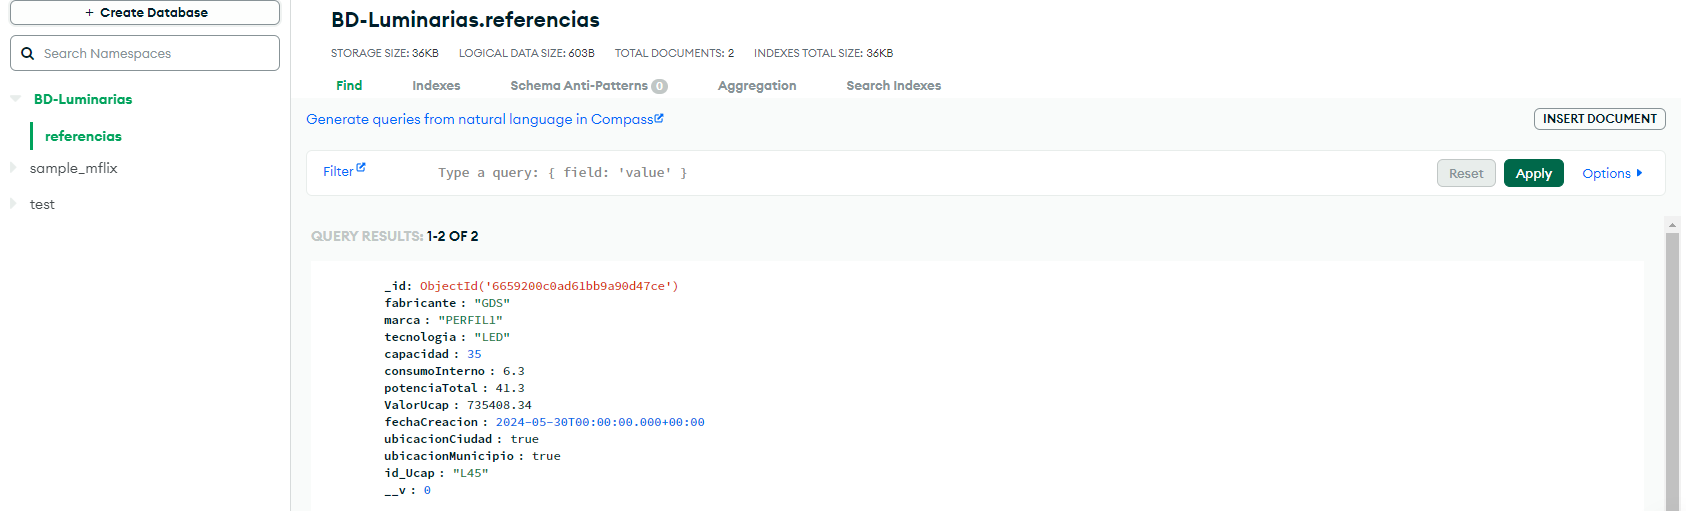 + Create Database
Search Namespaces
BD-Luminarias
referencias
sample_mflix
test
BD-Luminarias.referencias
STORAGE SIZE: 36KB LOGICAL DATA SIZE: 603B TOTAL DOCUMENTS: 2 INDEXES TOTAL SIZE: 36KB
Find Indexes Schema Anti-Patterns 0 Aggregation Search Indexes
Generate queries from natural language in Compass
INSERT DOCUMENT
Filter Type a query: { field: 'value' } Reset Apply Options
QUERY RESULTS: 1-2 OF 2
_id: ObjectId('6659200c0ad61bb9a90d47ce')
fabricante : "GDS"
marca : "PERFIL1"
tecnologia : "LED"
capacidad : 35
consumoInterno : 6.3
potenciaTotal : 41.3
ValorUcap : 735408.34
fechaCreacion : 2024-05-30T00:00:00.000+00:00
ubicacionCiudad : true
ubicacionMunicipio : true
id_Ucap : "L45"
__v : 0